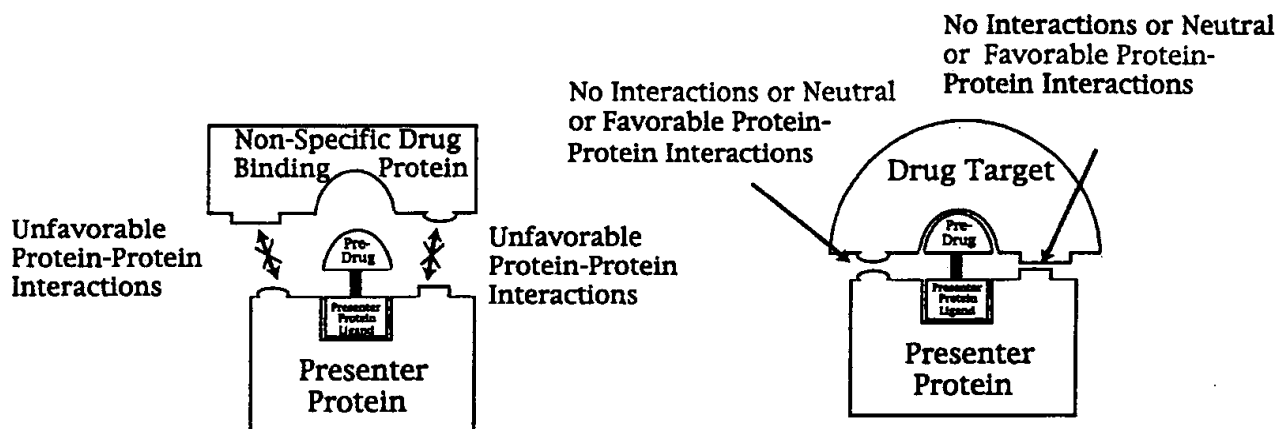 Non-Specific Drug
Binding Protein
Unfavorable
Protein-Protein
Interactions
Pre-
Drug
Unfavorable
Protein-Protein
Interactions
Presenter
Protein
Ligand
Presenter
Protein
No Interactions or Neutral
or Favorable Protein-
Protein Interactions
No Interactions or Neutral
or Favorable Protein-
Protein Interactions
Drug Target
Pre-
Drug
Presenter
Protein
Ligand
Presenter
Protein